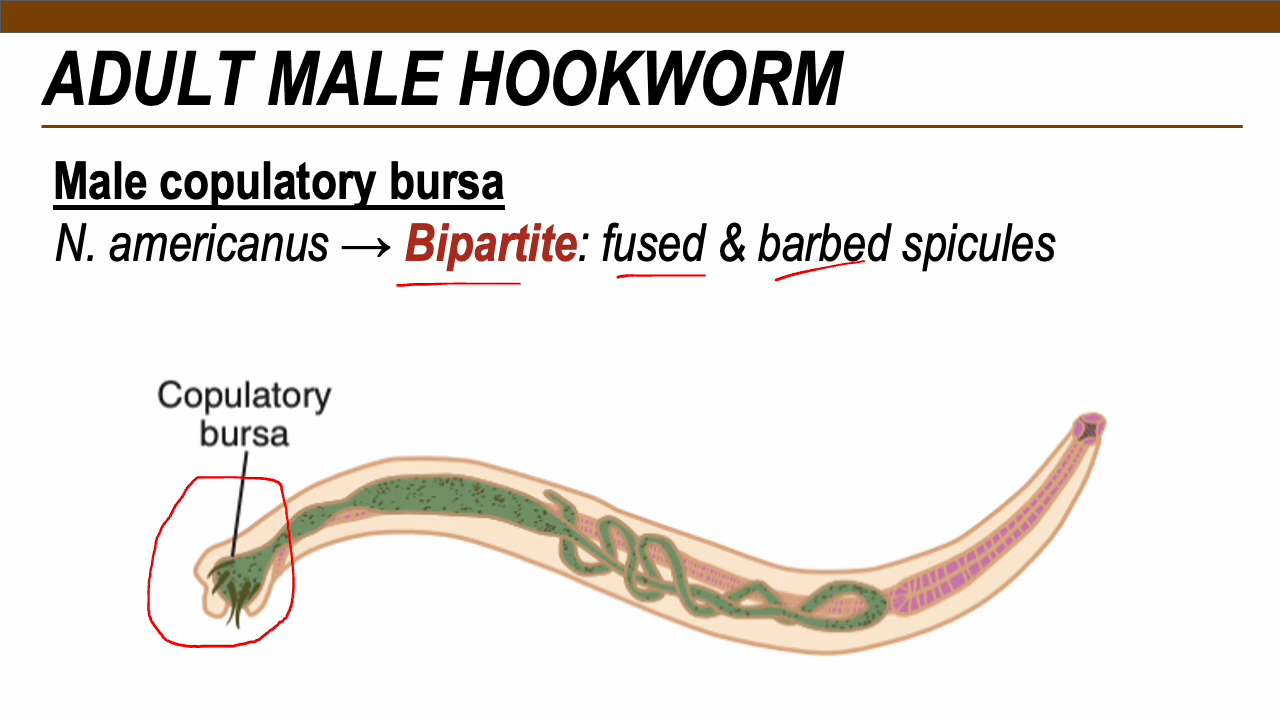 ADULT MALE HOOKWORM
Male copulatory bursa
N. americanus → Bipartite: fused & barbed spicules
Copulatory
bursa